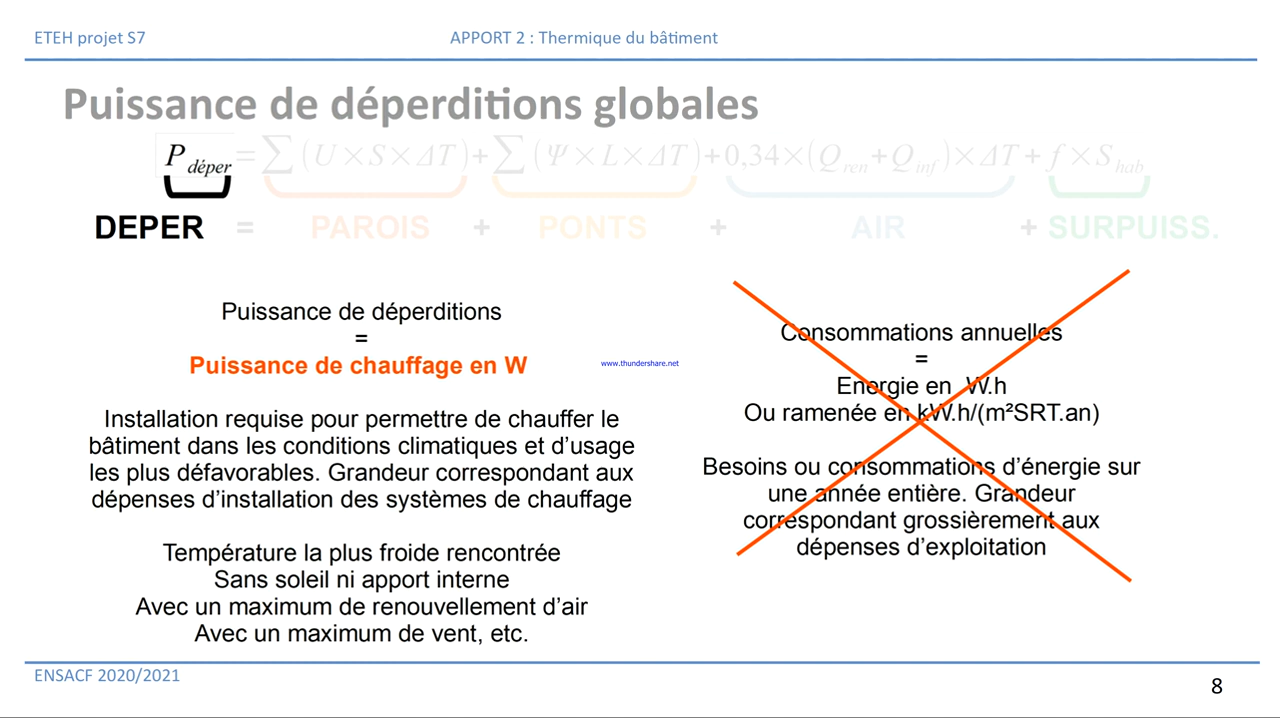 ETEH projet S7
APPORT 2 : Thermique du bâtiment
Puissance de déperditions globales
P déper = ∑ ( U × S × ΔT ) + ∑ ( Ψ × L × ΔT ) + 0,34 × ( Q ren + Q inf ) × ΔT + f × S hab
DEPER = PAROIS + PONTS + AIR + SURPUISS.
Puissance de déperditions
=
Puissance de chauffage en W
Installation requise pour permettre de chauffer le
bâtiment dans les conditions climatiques et d’usage
les plus défavorables. Grandeur correspondant aux
dépenses d’installation des systèmes de chauffage
Température la plus froide rencontrée
Sans soleil ni apport interne
Avec un maximum de renouvellement d’air
Avec un maximum de vent, etc.
www.thundershare.net
Consommations annuelles
=
Energie en W.h
Ou ramenée en kW.h/(m²SRT.an)
Besoins ou consommations d’énergie sur
une année entière. Grandeur
correspondant grossièrement aux
dépenses d’exploitation
ENSACF 2020/2021
8